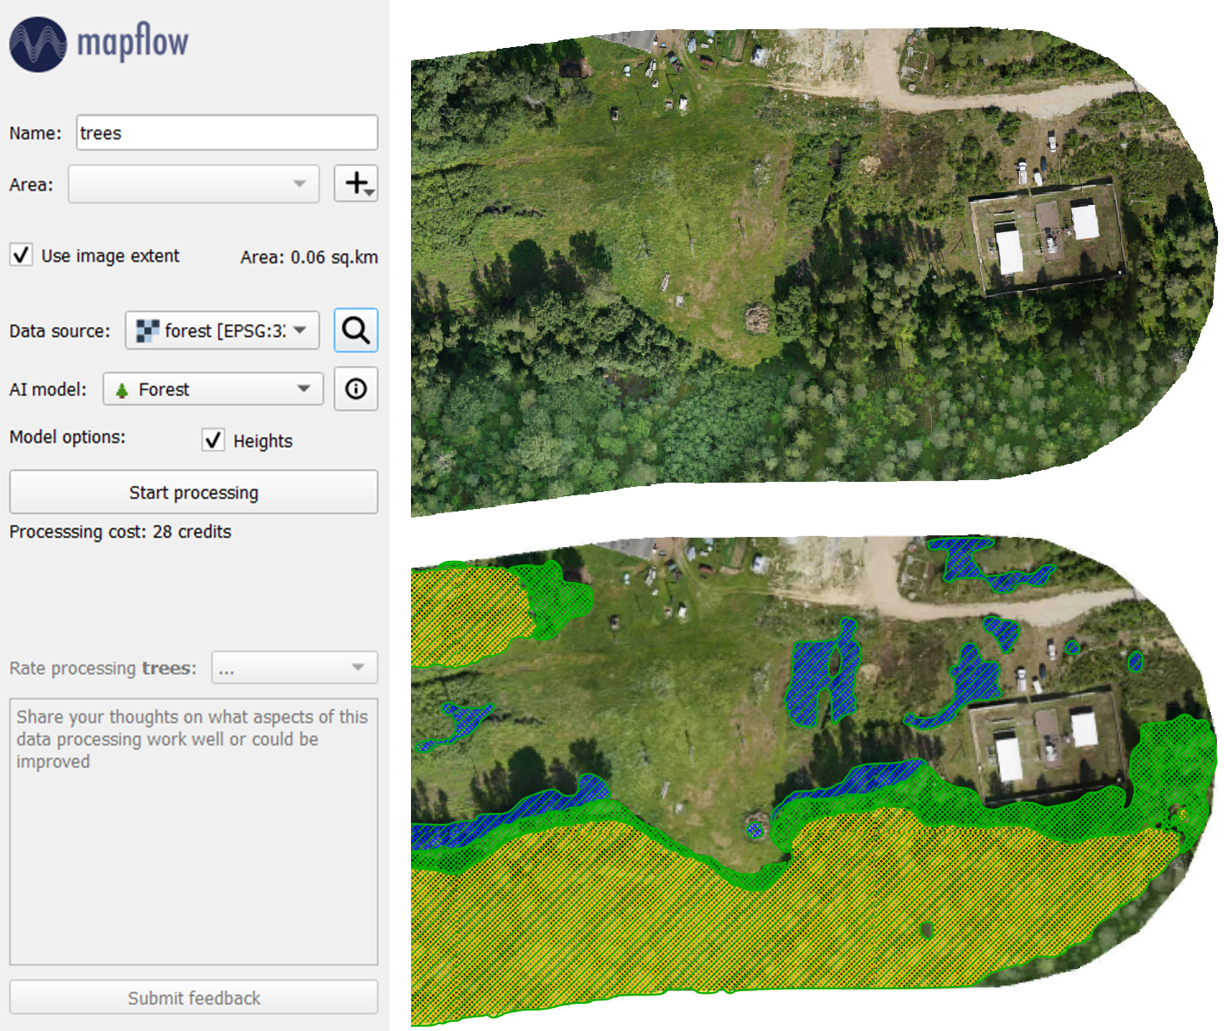 mapflow
Name: trees
Area:
Use image extent Area: 0.06 sq.km
Data source: forest [EPSG:3:
AI model: Forest
Model options: Heights
Start processing
Processsing cost: 28 credits
Rate processing trees: ...
Share your thoughts on what aspects of this
data processing work well or could be
improved
Submit feedback